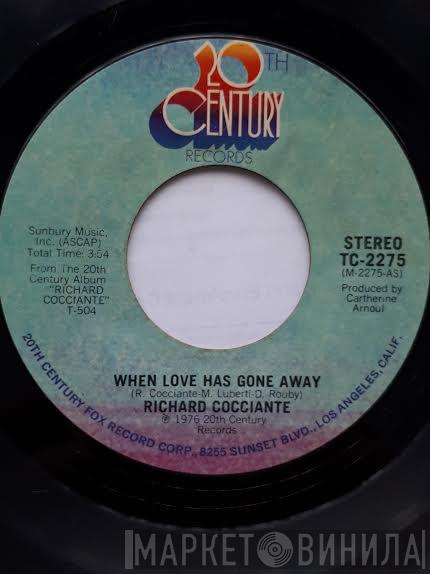 20TH
CENTURY
RECORDS
Sunbury Music,
Inc. (ASCAP)
Total Time: 3:54
From The 20th
Century Album
"RICHARD
COCCIANTE"
T-504
STEREO
TC-2275
(M-2275-AS)
Produced by
Cartherine
Arnoul
WHEN LOVE HAS GONE AWAY
(R. Cocciante-M. Luberti-D. Rouby)
RICHARD COCCIANTE
℗ 1976 20th Century
Records
20TH CENTURY FOX RECORD CORP., 8255 SUNSET BLVD., LOS ANGELES, CALIF.
МАРКЕТ ВИНИЛА